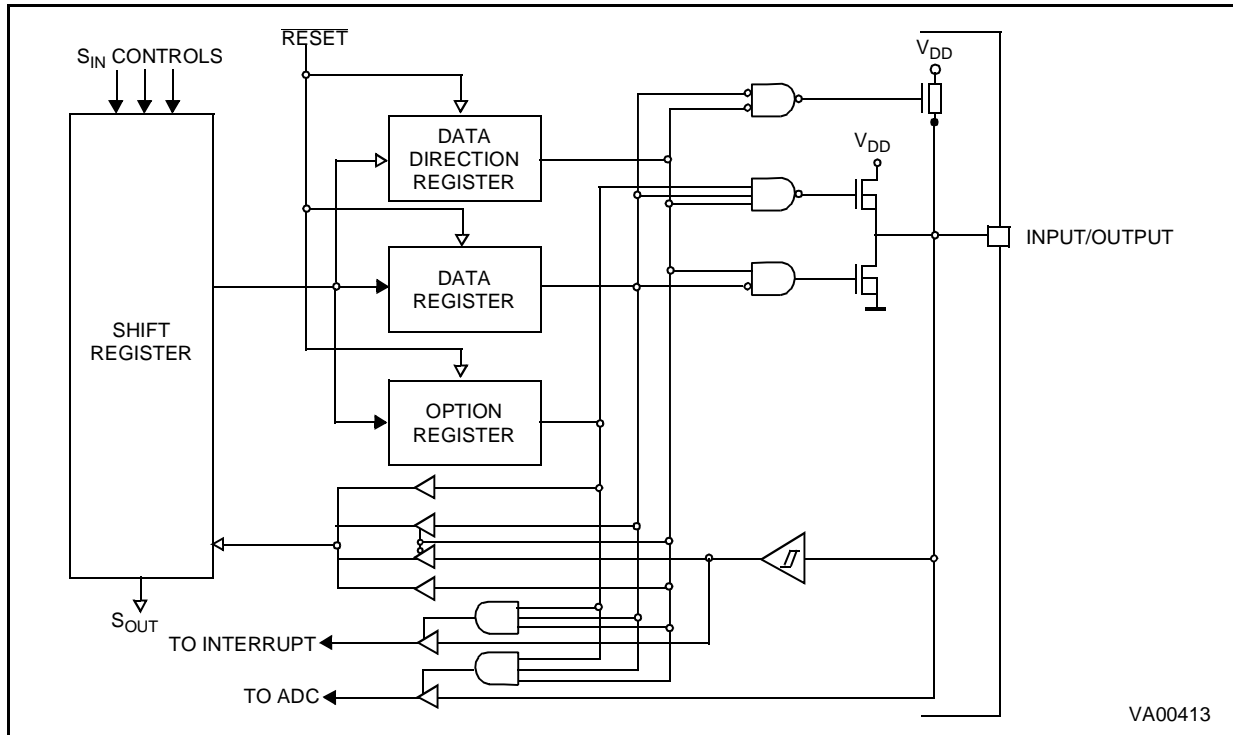 RESET
S_IN CONTROLS
V_DD
DATA
DIRECTION
REGISTER
V_DD
INPUT/OUTPUT
DATA
REGISTER
SHIFT
REGISTER
OPTION
REGISTER
S_OUT
TO INTERRUPT
TO ADC
VA00413